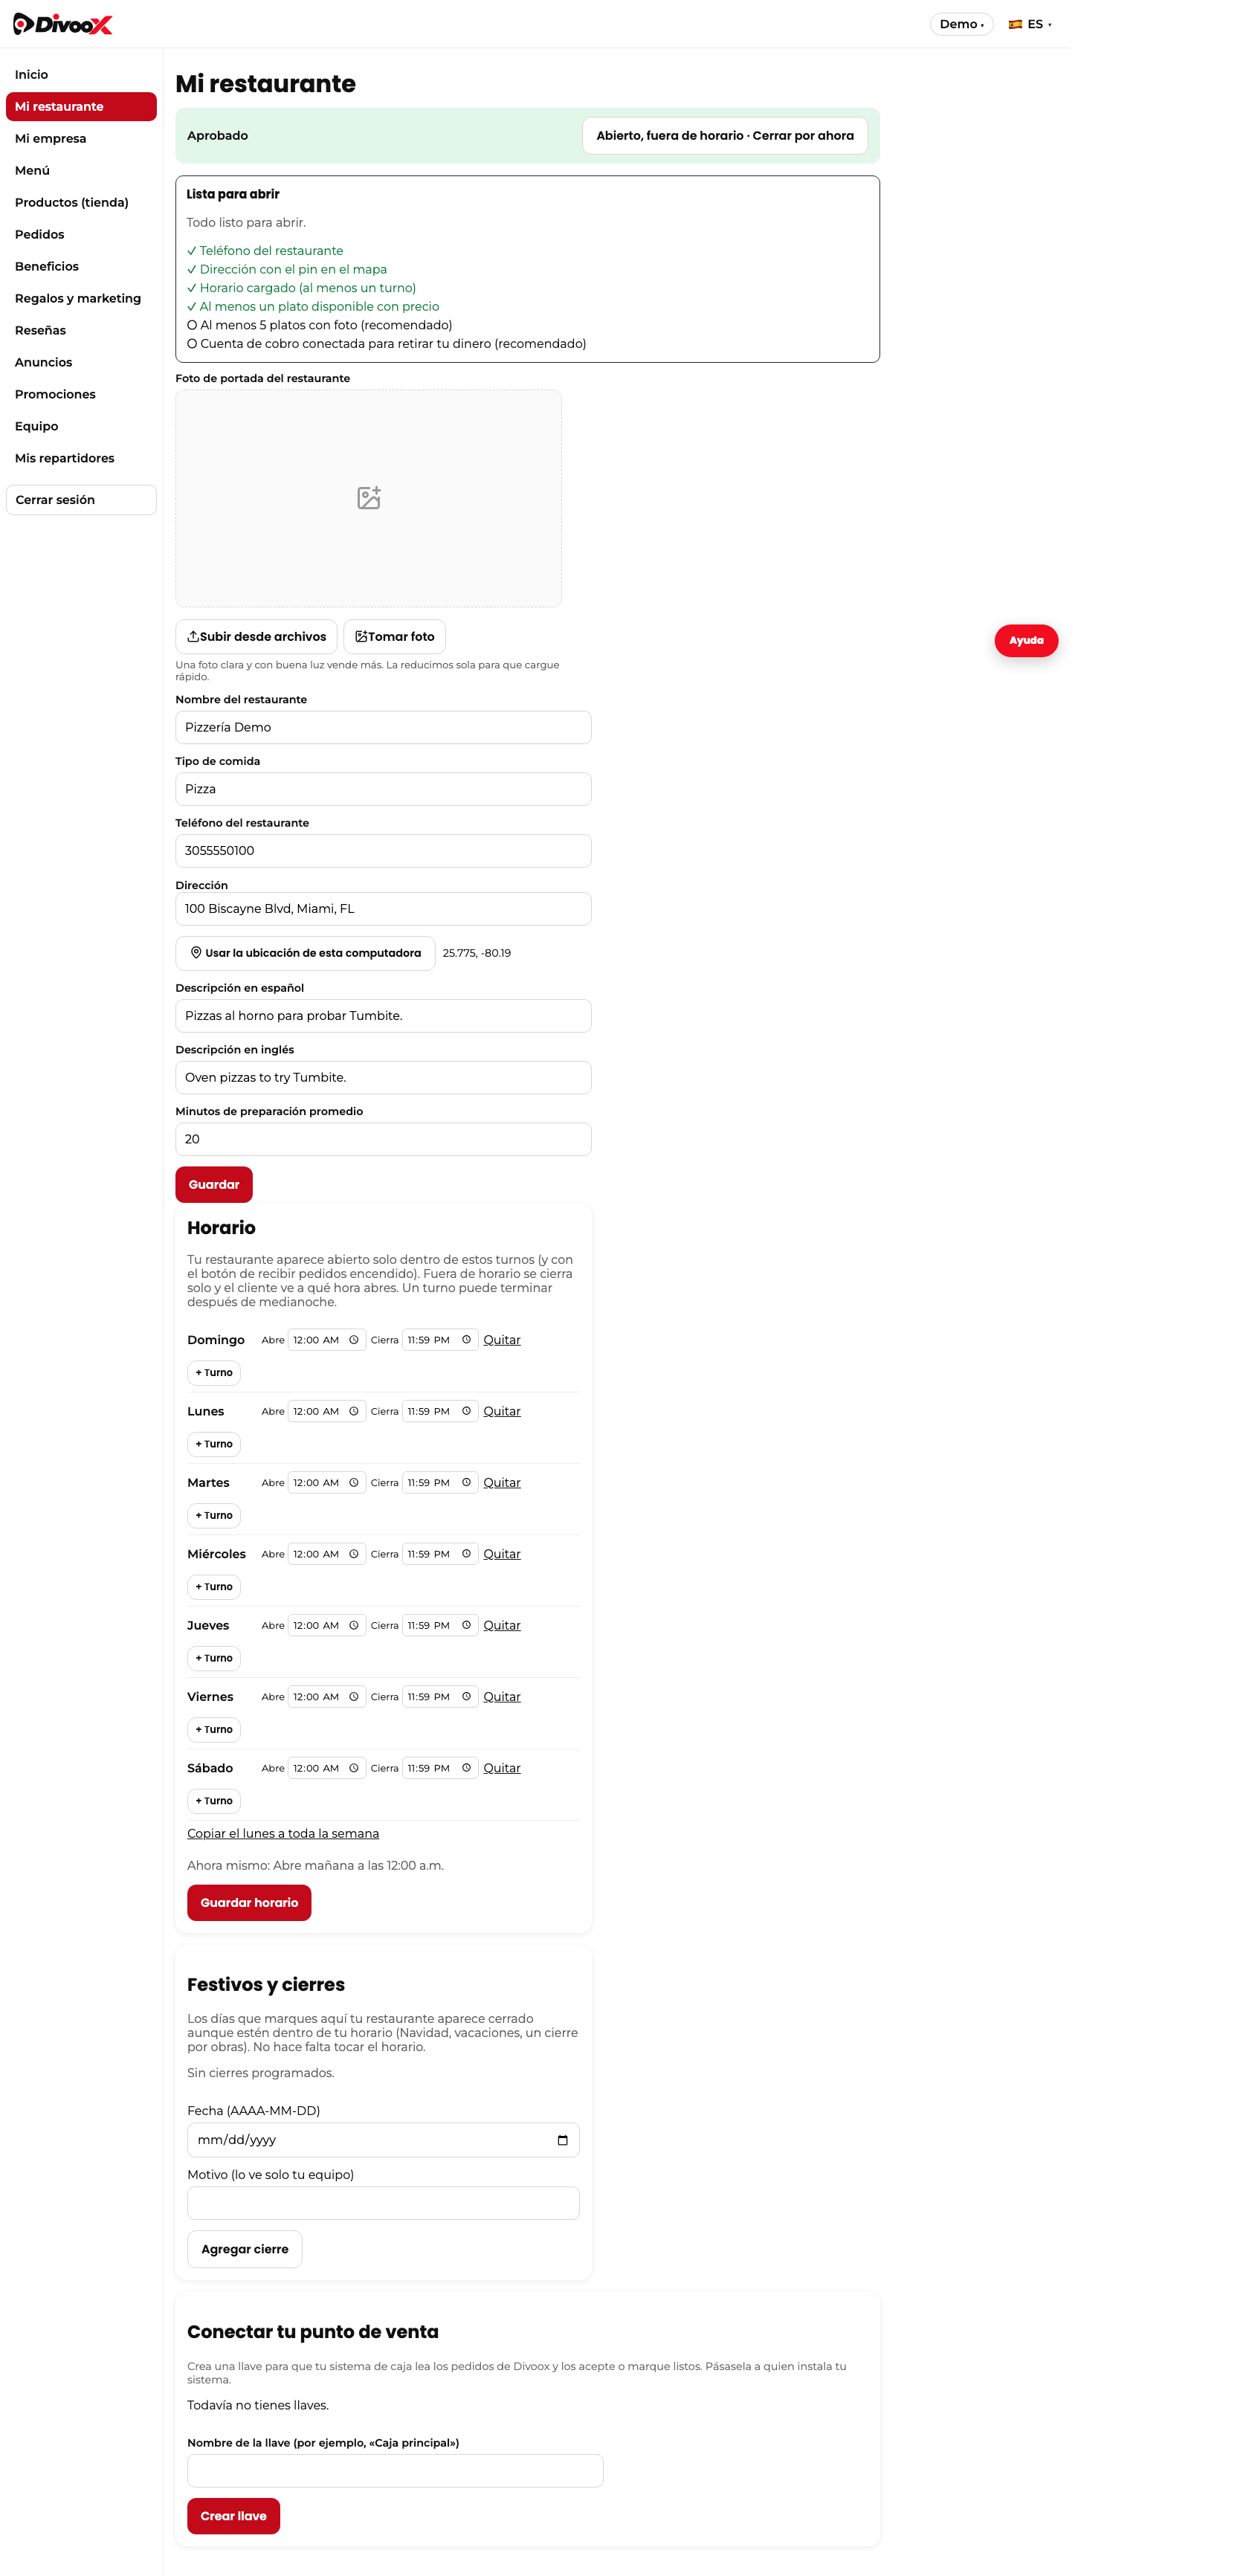 DivooX
Demo
ES
Inicio
Mi restaurante
Mi empresa
Menú
Productos (tienda)
Pedidos
Beneficios
Regalos y marketing
Reseñas
Anuncios
Promociones
Equipo
Mis repartidores
Cerrar sesión
Mi restaurante
Aprobado
Abierto, fuera de horario · Cerrar por ahora
Lista para abrir
Todo listo para abrir.
✓ Teléfono del restaurante
✓ Dirección con el pin en el mapa
✓ Horario cargado (al menos un turno)
✓ Al menos un plato disponible con precio
O Al menos 5 platos con foto (recomendado)
O Cuenta de cobro conectada para retirar tu dinero (recomendado)
Foto de portada del restaurante
Subir desde archivos
Tomar foto
Ayuda
Una foto clara y con buena luz vende más. La reducimos sola para que cargue
rápido.
Nombre del restaurante
Pizzería Demo
Tipo de comida
Pizza
Teléfono del restaurante
3055550100
Dirección
100 Biscayne Blvd, Miami, FL
Usar la ubicación de esta computadora
25.775, -80.19
Descripción en español
Pizzas al horno para probar Tumbite.
Descripción en inglés
Oven pizzas to try Tumbite.
Minutos de preparación promedio
20
Guardar
Horario
Tu restaurante aparece abierto solo dentro de estos turnos (y con
el botón de recibir pedidos encendido). Fuera de horario se cierra
solo y el cliente ve a qué hora abres. Un turno puede terminar
después de medianoche.
Domingo Abre 12:00 AM Cierra 11:59 PM Quitar
+ Turno
Lunes Abre 12:00 AM Cierra 11:59 PM Quitar
+ Turno
Martes Abre 12:00 AM Cierra 11:59 PM Quitar
+ Turno
Miércoles Abre 12:00 AM Cierra 11:59 PM Quitar
+ Turno
Jueves Abre 12:00 AM Cierra 11:59 PM Quitar
+ Turno
Viernes Abre 12:00 AM Cierra 11:59 PM Quitar
+ Turno
Sábado Abre 12:00 AM Cierra 11:59 PM Quitar
+ Turno
Copiar el lunes a toda la semana
Ahora mismo: Abre mañana a las 12:00 a.m.
Guardar horario
Festivos y cierres
Los días que marques aquí tu restaurante aparece cerrado
aunque estén dentro de tu horario (Navidad, vacaciones, un cierre
por obras). No hace falta tocar el horario.
Sin cierres programados.
Fecha (AAAA-MM-DD)
mm/dd/yyyy
Motivo (lo ve solo tu equipo)
Agregar cierre
Conectar tu punto de venta
Crea una llave para que tu sistema de caja lea los pedidos de Divoox y los acepte o marque listos. Pásasela a quien instala tu
sistema.
Todavía no tienes llaves.
Nombre de la llave (por ejemplo, «Caja principal»)
Crear llave